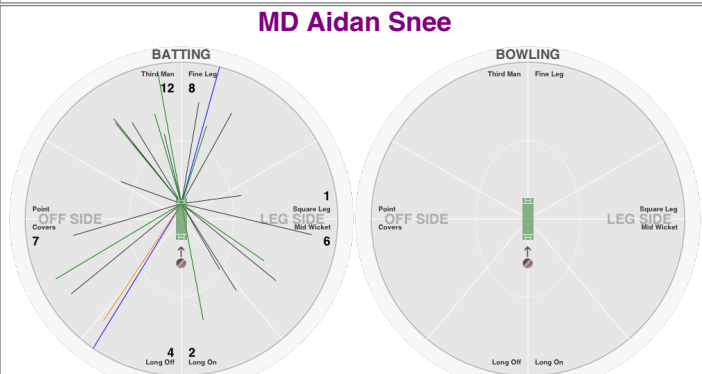 MD Aidan Snee
BATTING
Third Man
Fine Leg
12
8
1
Point
Square Leg
OFF SIDE
LEG SIDE
Covers
Mid Wicket
7
6
4
2
Long Off
Long On
BOWLING
Third Man
Fine Leg
Point
Square Leg
OFF SIDE
LEG SIDE
Covers
Mid Wicket
Long Off
Long On